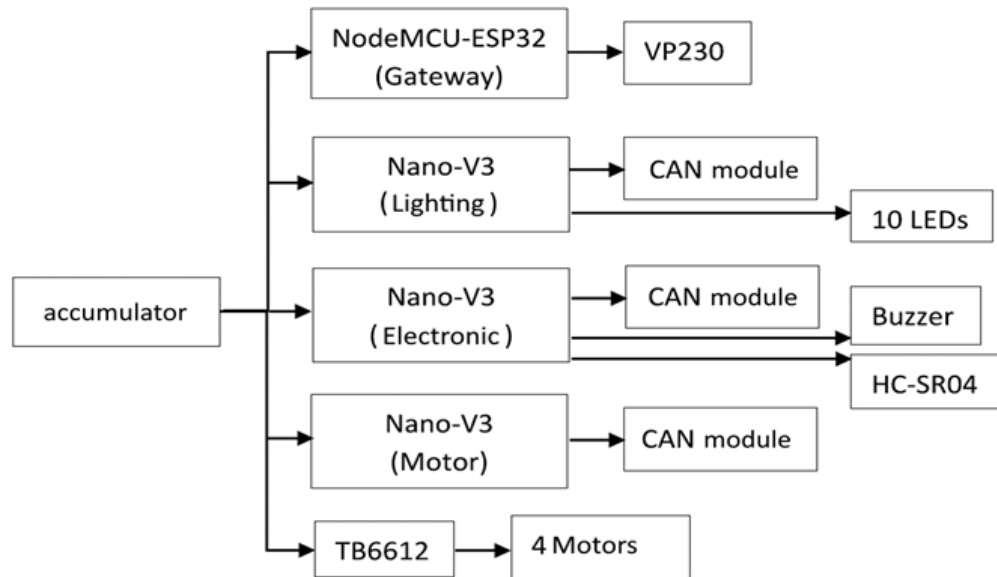 NodeMCU-ESP32
(Gateway)
VP230
Nano-V3
(Lighting)
CAN module
10 LEDs
accumulator
Nano-V3
(Electronic)
CAN module
Buzzer
HC-SR04
Nano-V3
(Motor)
CAN module
TB6612
4 Motors